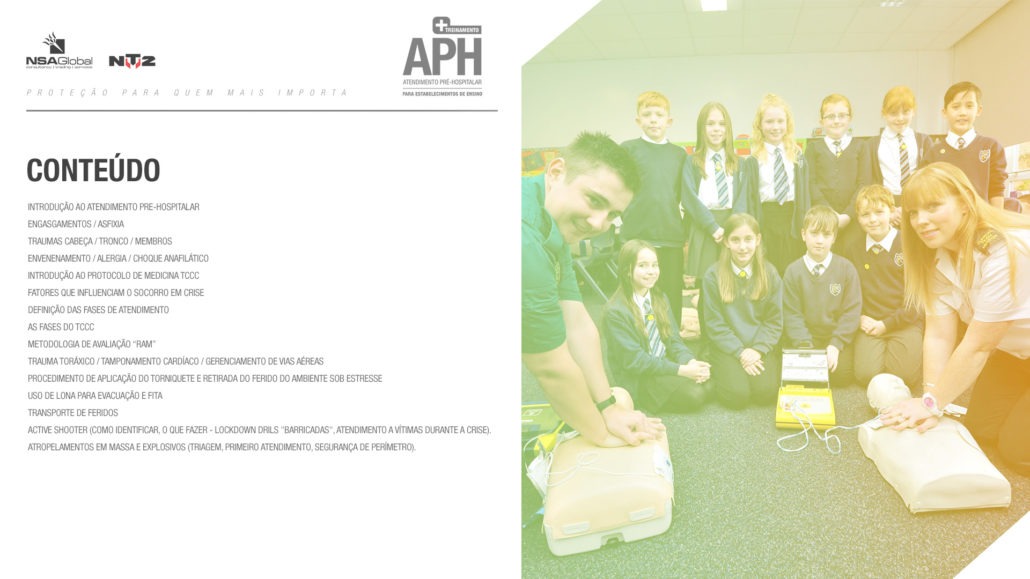 NSAGlobal
consultancy | trading | services
NTZ
PROTEÇÃO PARA QUEM MAIS IMPORTA
TREINAMENTO
APH
ATENDIMENTO PRÉ-HOSPITALAR
PARA ESTABELECIMENTOS DE ENSINO
CONTEÚDO
INTRODUÇÃO AO ATENDIMENTO PRE-HOSPITALAR
ENGASGAMENTOS / ASFIXIA
TRAUMAS CABEÇA / TRONCO / MEMBROS
ENVENENAMENTO / ALERGIA / CHOQUE ANAFILÁTICO
INTRODUÇÃO AO PROTOCOLO DE MEDICINA TCCC
FATORES QUE INFLUENCIAM O SOCORRO EM CRISE
DEFINIÇÃO DAS FASES DE ATENDIMENTO
AS FASES DO TCCC
METODOLOGIA DE AVALIAÇÃO "RAM"
TRAUMA TORÁXICO / TAMPONAMENTO CARDÍACO / GERENCIAMENTO DE VIAS AÉREAS
PROCEDIMENTO DE APLICAÇÃO DO TORNIQUETE E RETIRADA DO FERIDO DO AMBIENTE SOB ESTRESSE
USO DE LONA PARA EVACUAÇÃO E FITA
TRANSPORTE DE FERIDOS
ACTIVE SHOOTER (COMO IDENTIFICAR, O QUE FAZER - LOCKDOWN DRILS "BARRICADAS", ATENDIMENTO A VÍTIMAS DURANTE A CRISE).
ATROPELAMENTOS EM MASSA E EXPLOSIVOS (TRIAGEM, PRIMEIRO ATENDIMENTO, SEGURANÇA DE PERÍMETRO).